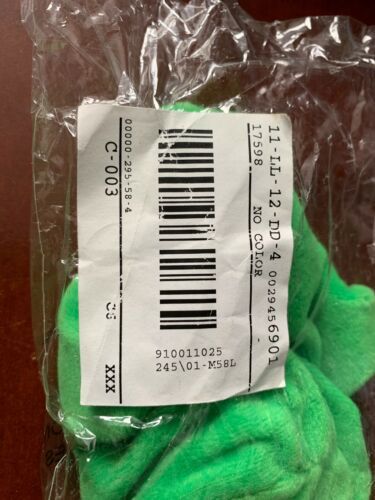 11-LL-12-DD-4 0029456901
17598 NO COLOR -
910011025
245\01-M58L
00000-295-58-4
C-003 XXX